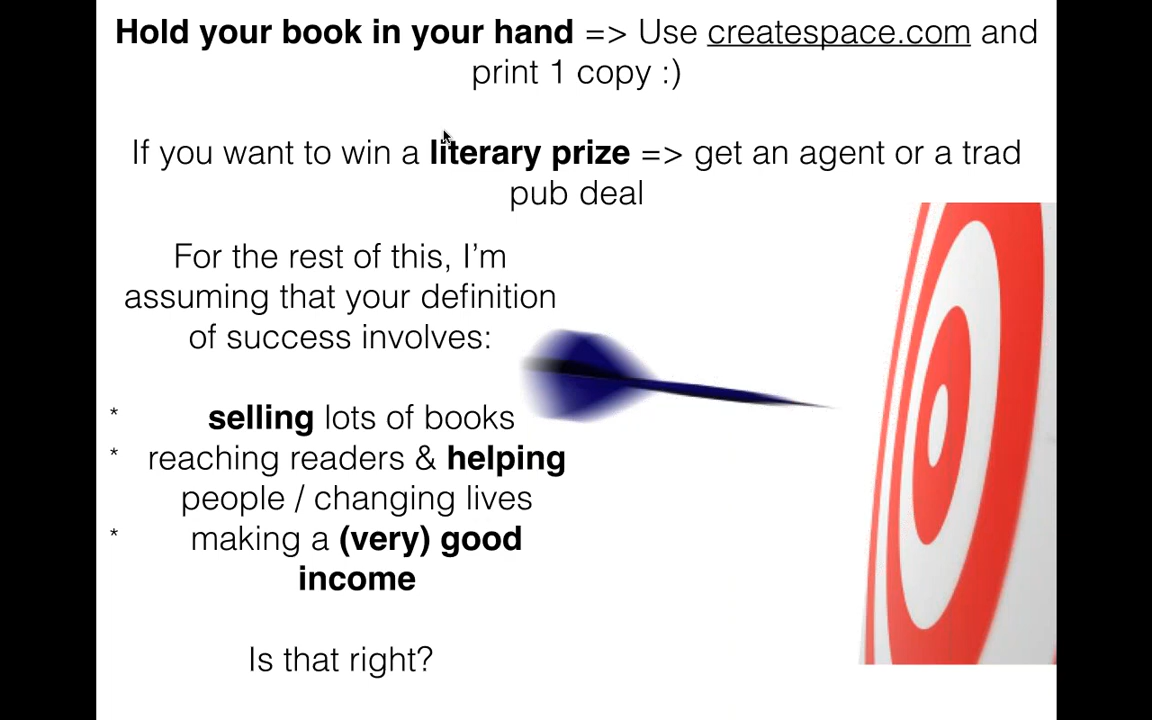 Hold your book in your hand => Use createspace.com and
print 1 copy :)
If you want to win a literary prize => get an agent or a trad
pub deal
For the rest of this, I’m
assuming that your definition
of success involves:
* selling lots of books
* reaching readers & helping
people / changing lives
* making a (very) good
income
Is that right?